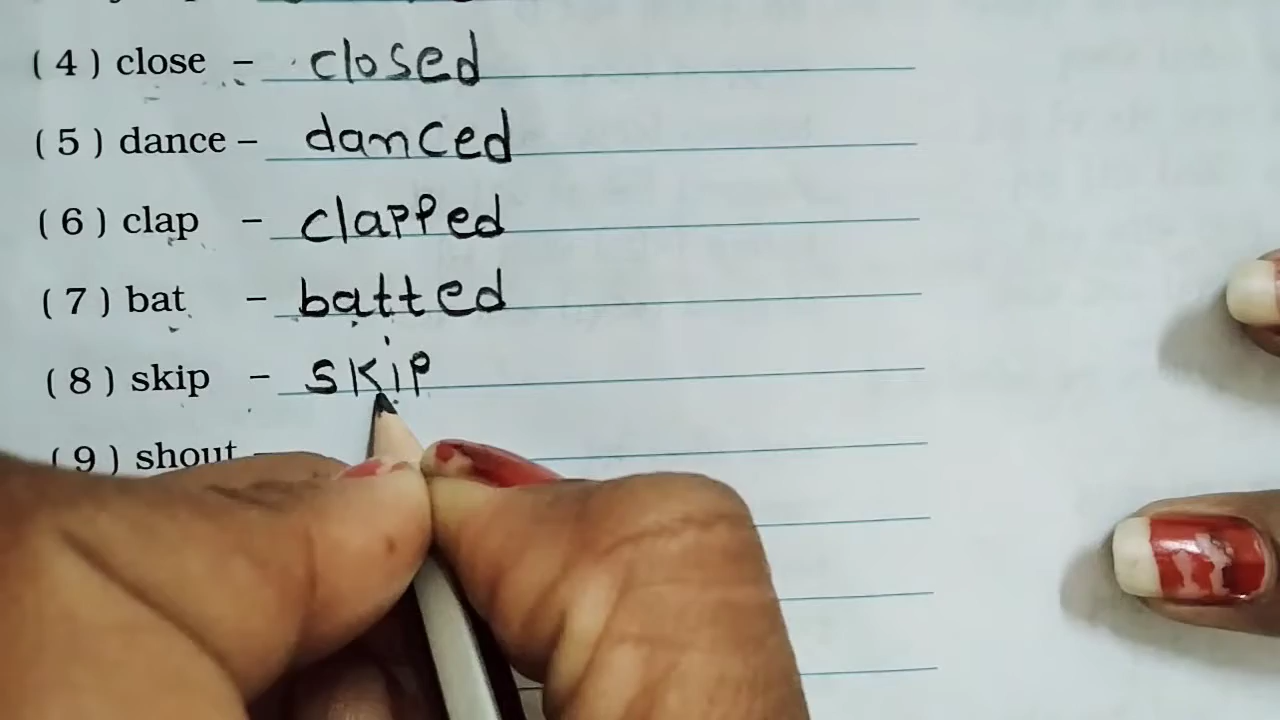 ( 4 ) close - closed
( 5 ) dance - danced
( 6 ) clap - clapped
( 7 ) bat - batted
( 8 ) skip - skip
( 9 ) shout